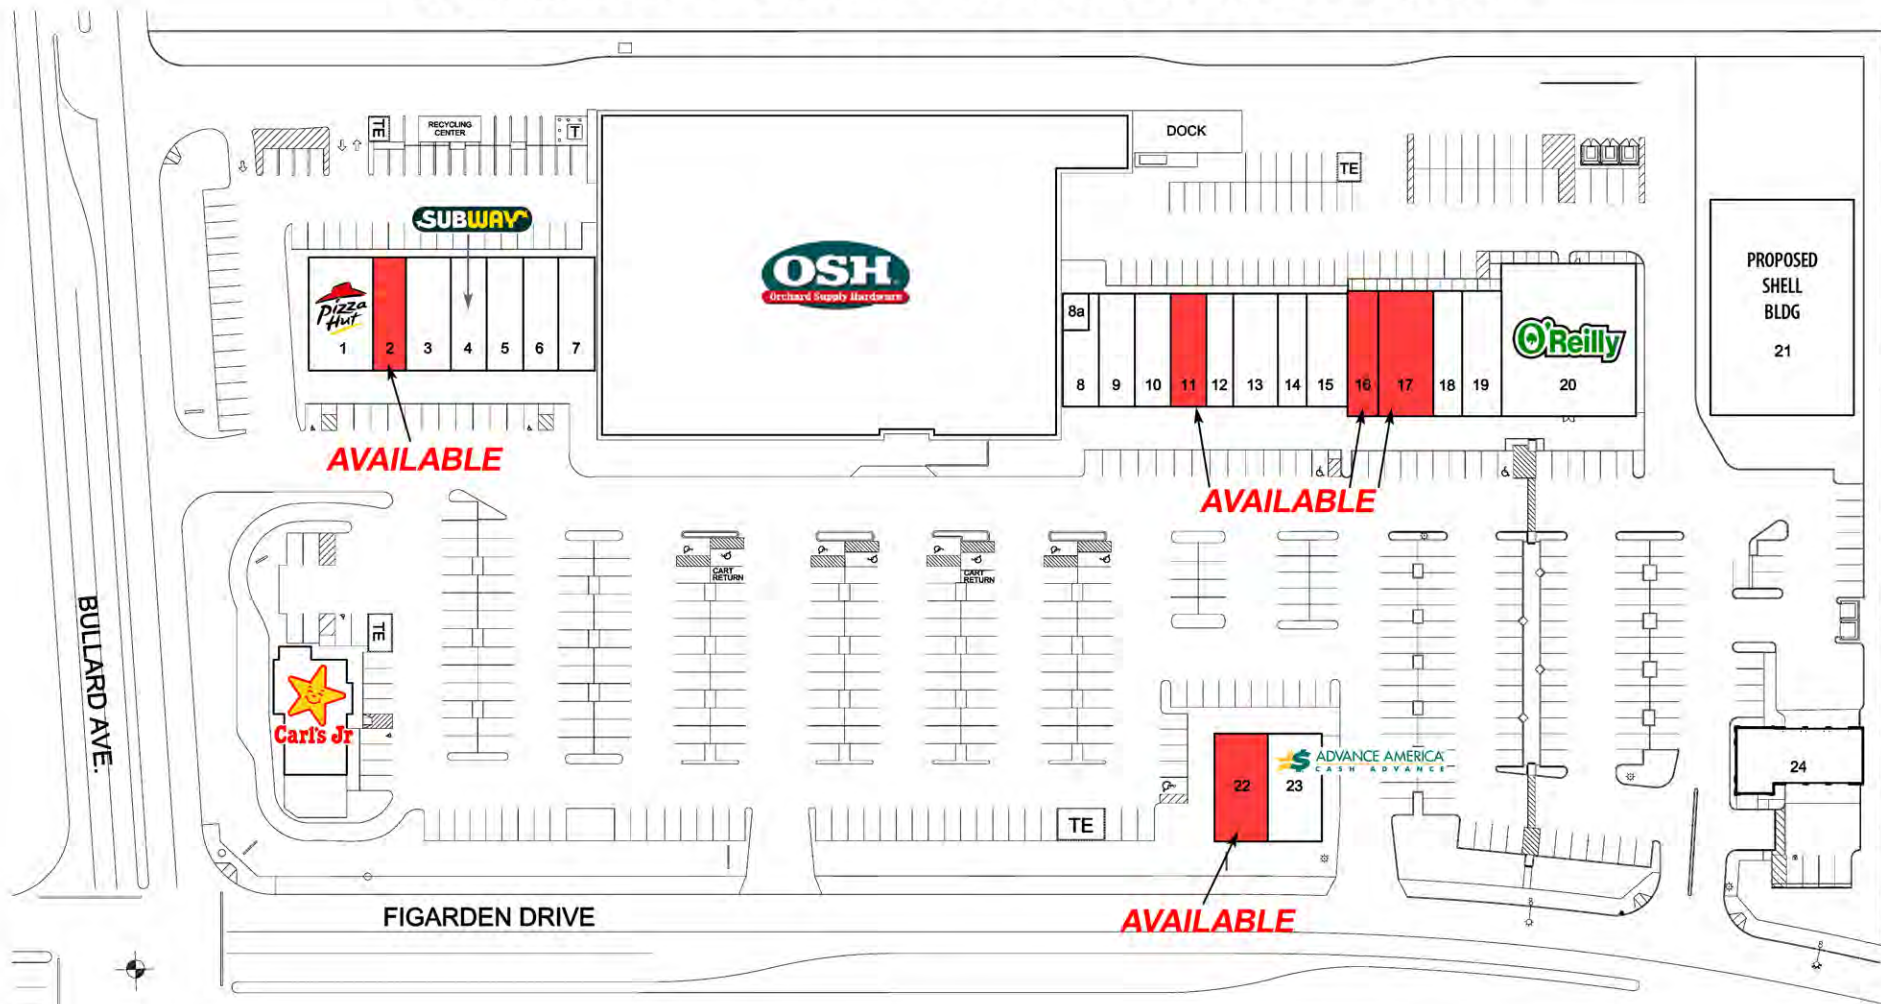 TE
RECYCLING
CENTER
T
DOCK
TE
SUBWAY
OSH
Orchard Supply Hardware
Pizza
Hut
1
2
3
4
5
6
7
8a
8
9
10
11
12
13
14
15
16
17
18
19
O'Reilly
20
PROPOSED
SHELL
BLDG
21
AVAILABLE
AVAILABLE
CART
RETURN
CART
RETURN
TE
BULLARD AVE.
Carl's Jr
22
23
ADVANCE AMERICA
CASH ADVANCE
24
TE
AVAILABLE
FIGARDEN DRIVE